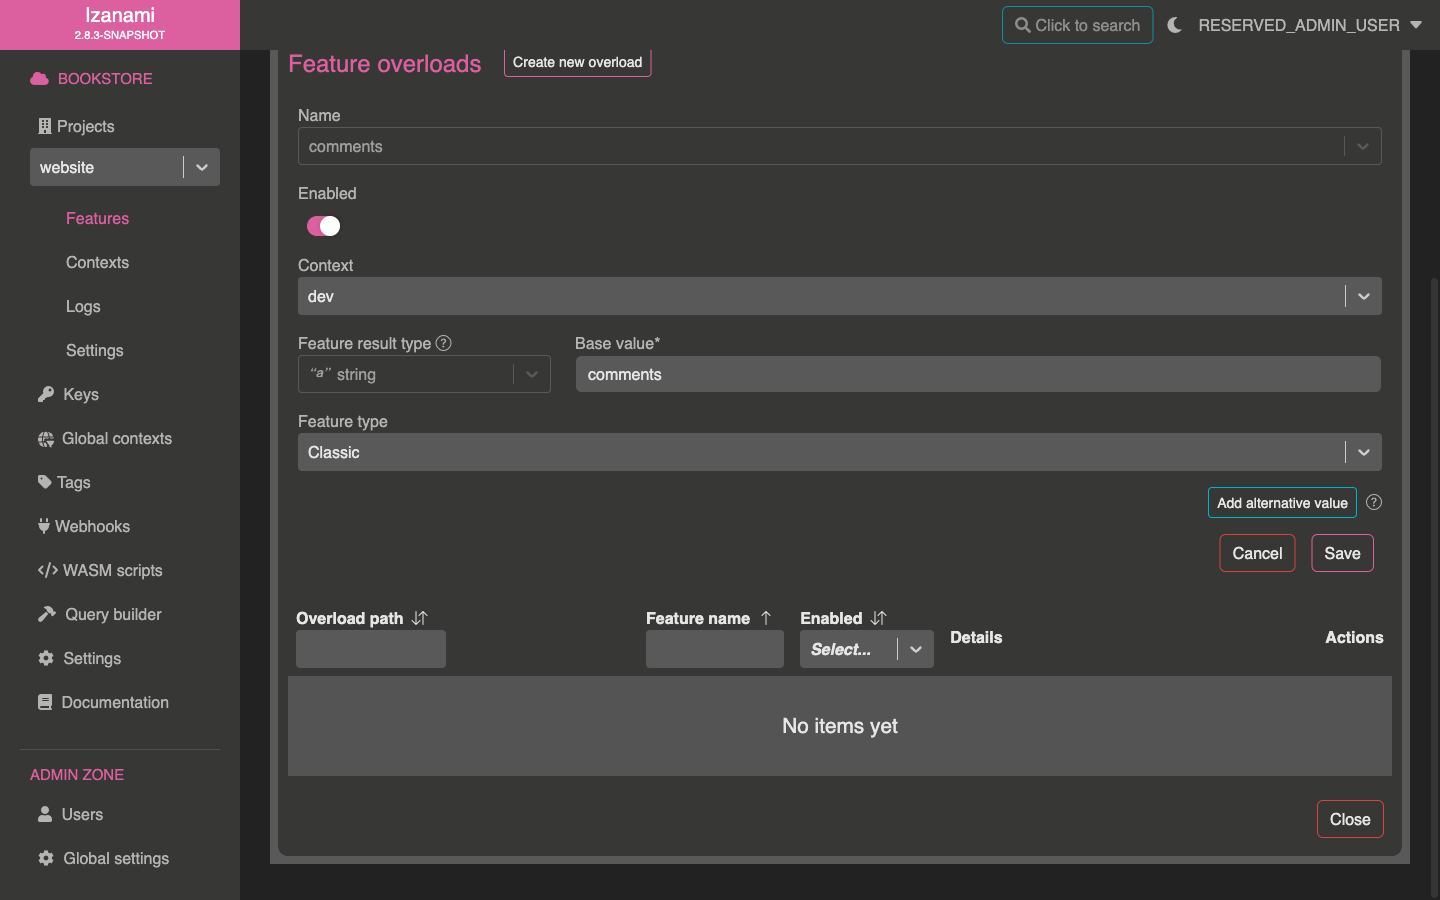 Izanami
2.8.3-SNAPSHOT
Click to search
RESERVED_ADMIN_USER
BOOKSTORE
Projects
website
Features
Contexts
Logs
Settings
Keys
Global contexts
Tags
Webhooks
WASM scripts
Query builder
Settings
Documentation
ADMIN ZONE
Users
Global settings
Feature overloads
Create new overload
Name
comments
Enabled
Context
dev
Feature result type
Base value*
"a" string
comments
Feature type
Classic
Add alternative value
Cancel
Save
Overload path
Feature name
Enabled
Select...
Details
Actions
No items yet
Close